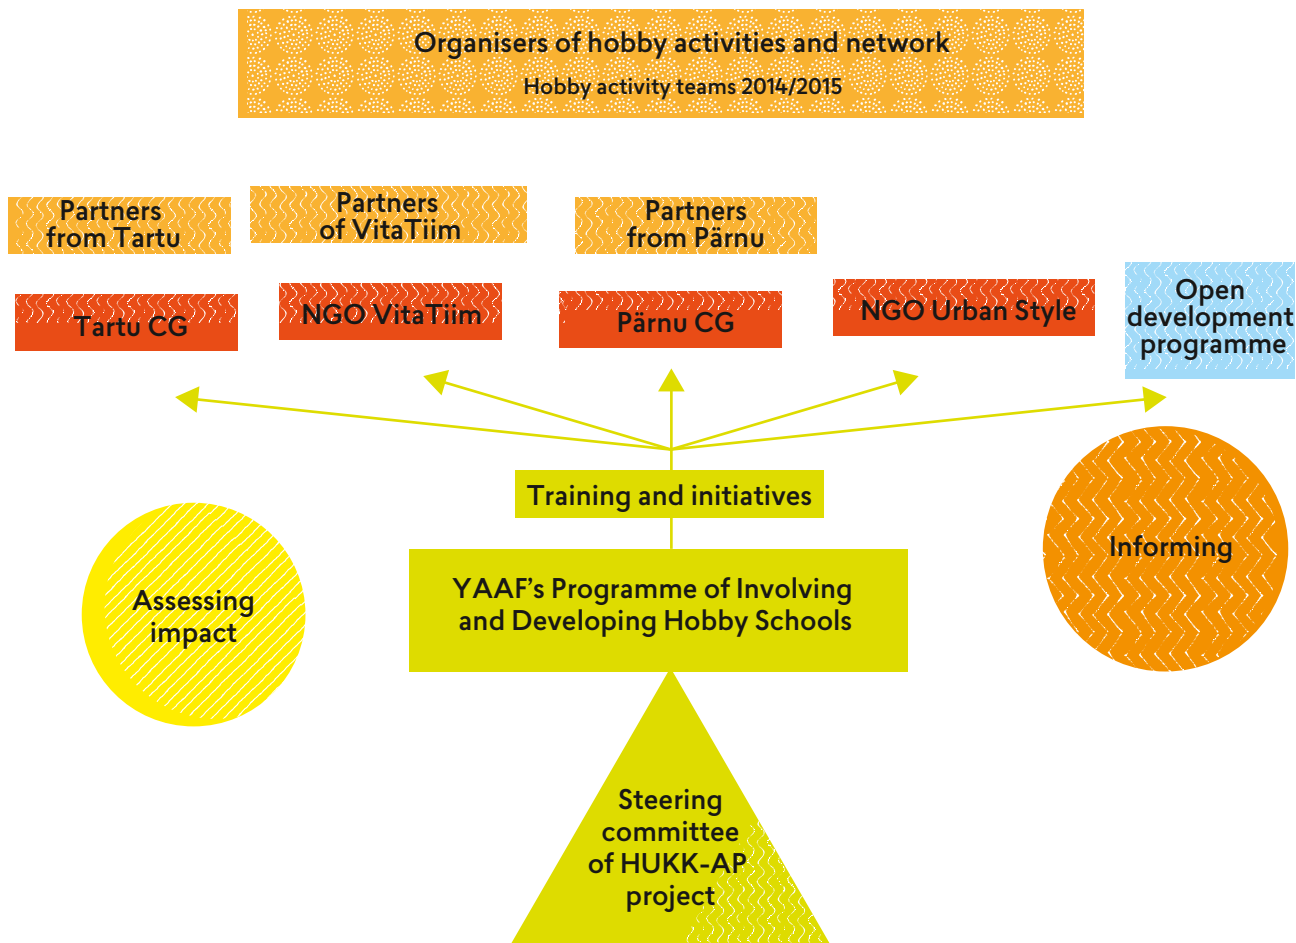 Organisers of hobby activities and network
Hobby activity teams 2014/2015
Partners
from Tartu
Partners
of VitaTiim
Partners
from Pärnu
Tartu CG
NGO VitaTiim
Pärnu CG
NGO Urban Style
Open
development
programme
Training and initiatives
Informing
YAAF's Programme of Involving
and Developing Hobby Schools
Assessing
impact
Steering
committee
of HUKK-AP
project